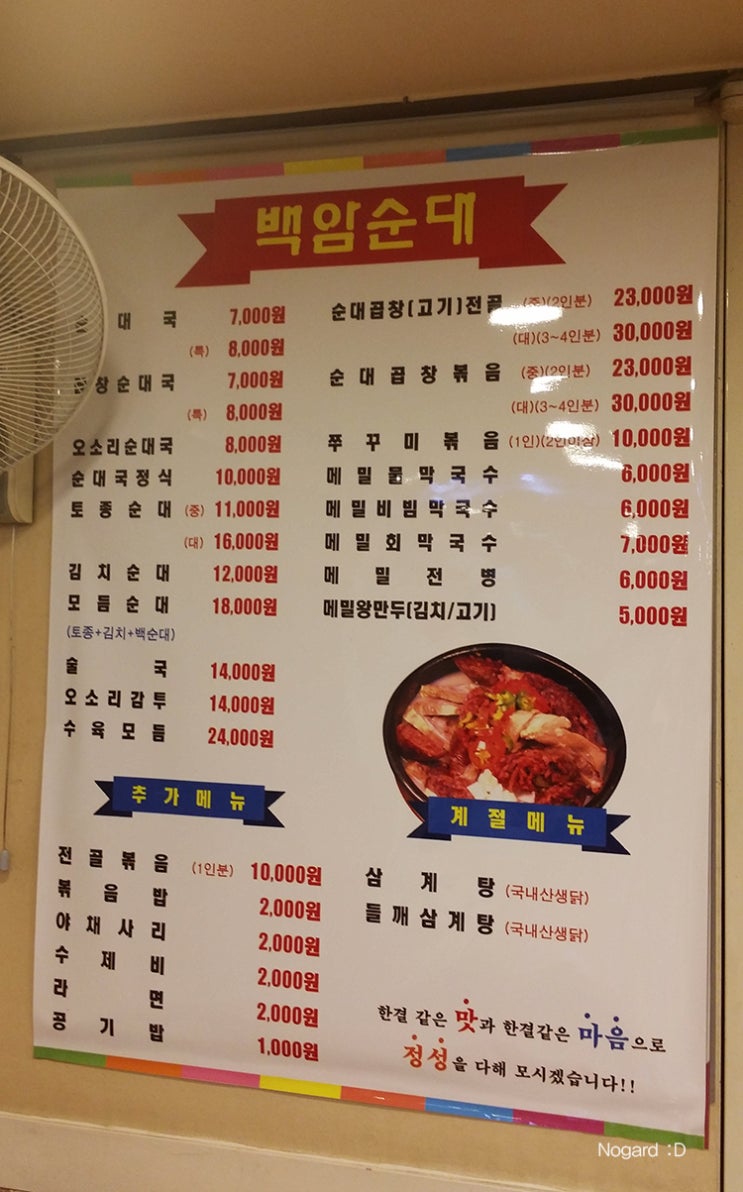 백암순대
대국 7,000원
(특) 8,000원
창순대국 7,000원
(특) 8,000원
오소리순대국 8,000원
순대국정식 10,000원
토종순대 (중) 11,000원
(대) 16,000원
김치순대 12,000원
모듬순대 18,000원
(토종+김치+백순대)
술국 14,000원
오소리감투 14,000원
수육모듬 24,000원
순대곱창(고기)전골 (중)(2인분) 23,000원
(대)(3~4인분) 30,000원
순대곱창볶음 (중)(2인분) 23,000원
(대)(3~4인분) 30,000원
쭈꾸미볶음 (1인)(2인이상) 10,000원
메밀물막국수 6,000원
메밀비빔막국수 6,000원
메밀회막국수 7,000원
메밀전병 6,000원
메밀왕만두(김치/고기) 5,000원
추가메뉴
전골볶음 (1인분) 10,000원
볶음밥 2,000원
야채사리 2,000원
수제비 2,000원
라면 2,000원
공기밥 1,000원
계절메뉴
삼계탕 (국내산생닭)
들깨삼계탕 (국내산생닭)
한결 같은 맛과 한결같은 마음으로
정성을 다해 모시겠습니다!!
Nogard :D